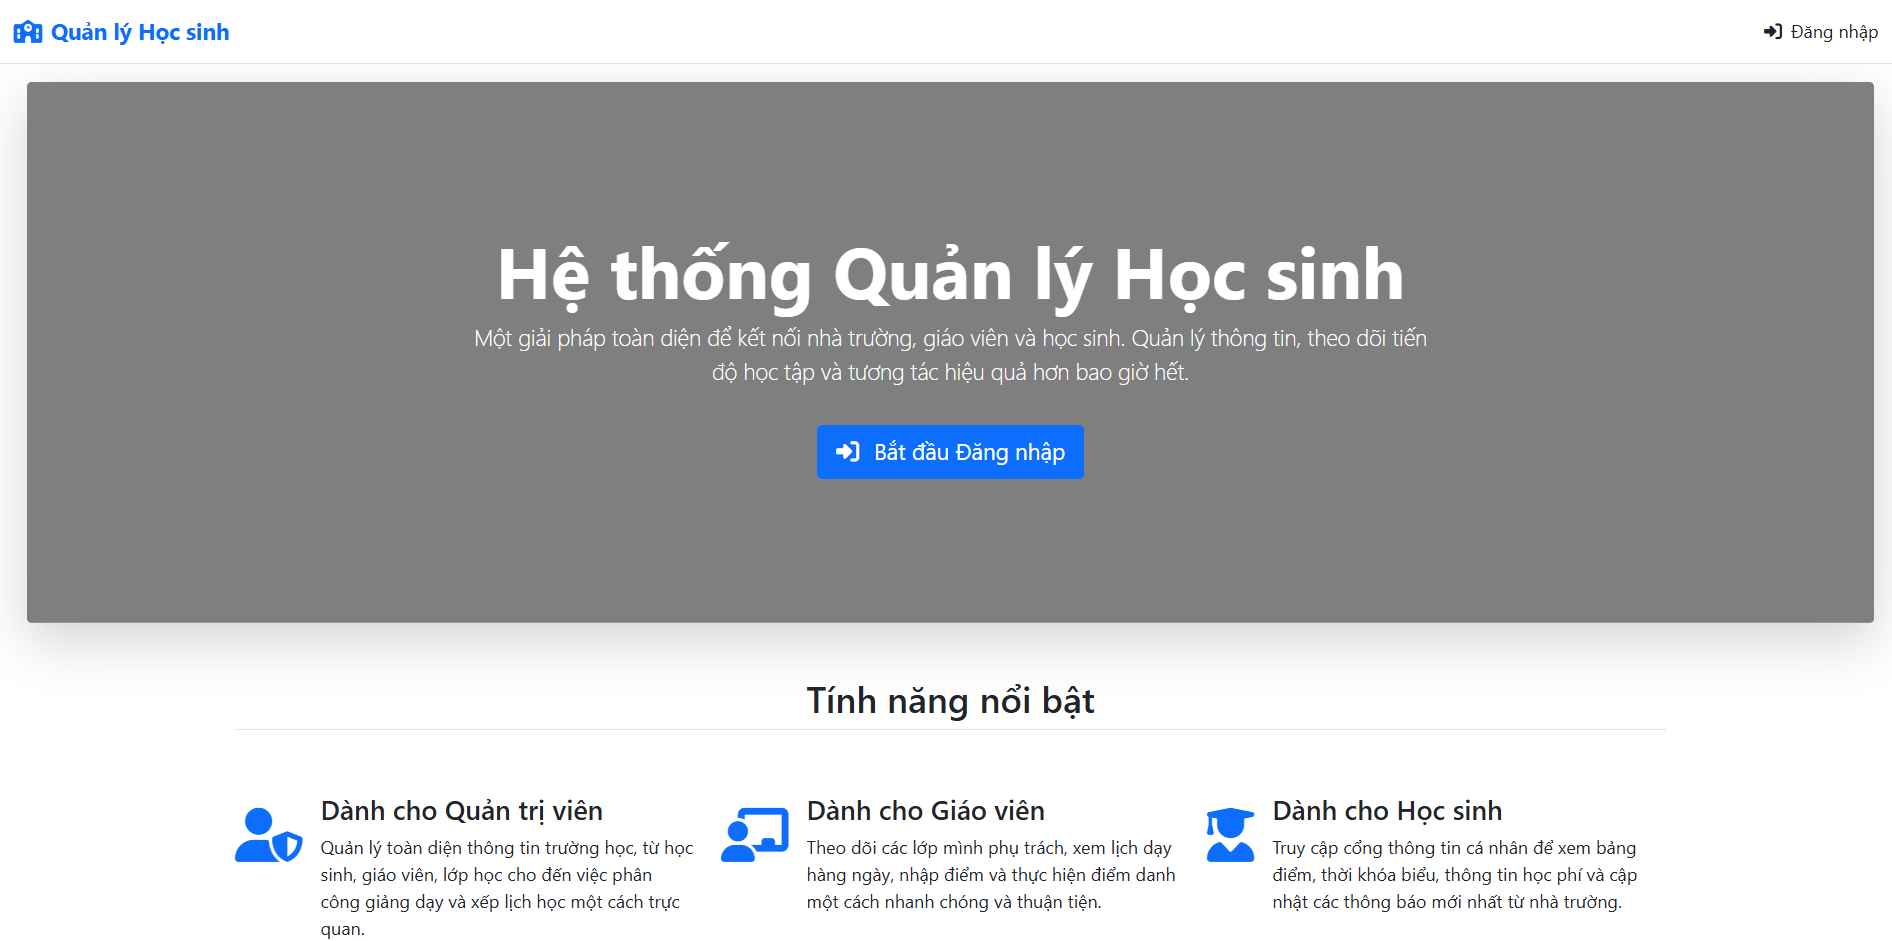 Quản lý Học sinh
Đăng nhập
Hệ thống Quản lý Học sinh
Một giải pháp toàn diện để kết nối nhà trường, giáo viên và học sinh. Quản lý thông tin, theo dõi tiến
độ học tập và tương tác hiệu quả hơn bao giờ hết.
Bắt đầu Đăng nhập
Tính năng nổi bật
Dành cho Quản trị viên
Quản lý toàn diện thông tin trường học, từ học
sinh, giáo viên, lớp học cho đến việc phân
công giảng dạy và xếp lịch học một cách trực
quan.
Dành cho Giáo viên
Theo dõi các lớp mình phụ trách, xem lịch dạy
hàng ngày, nhập điểm và thực hiện điểm danh
một cách nhanh chóng và thuận tiện.
Dành cho Học sinh
Truy cập cổng thông tin cá nhân để xem bảng
điểm, thời khóa biểu, thông tin học phí và cập
nhật các thông báo mới nhất từ nhà trường.